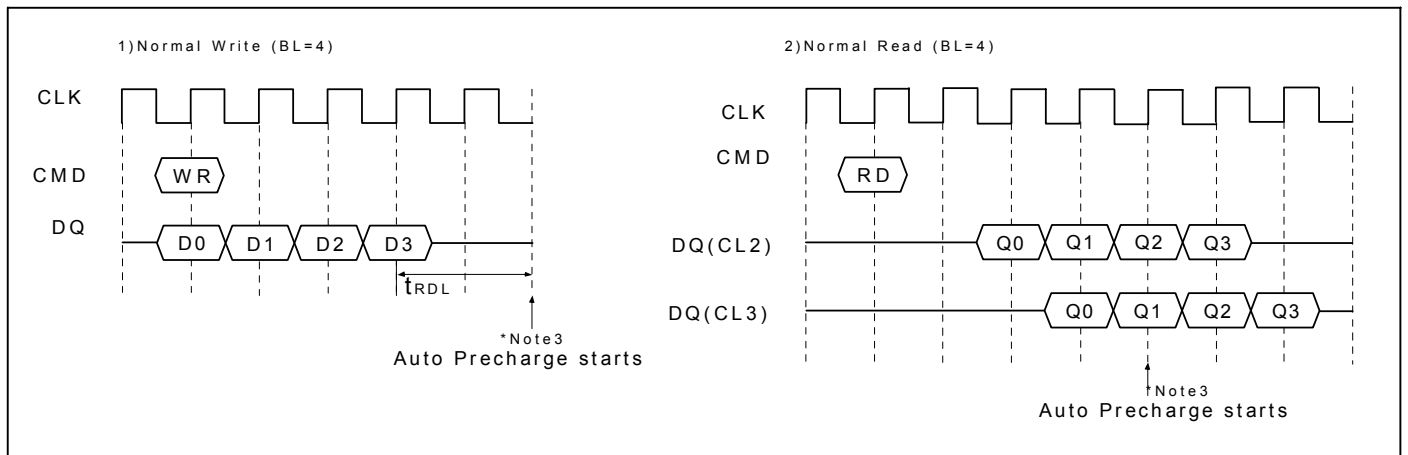 1)Normal Write (BL=4)
CLK
CMD
WR
DQ
D0 D1 D2 D3
tRDL
*Note3
Auto Precharge starts
2)Normal Read (BL=4)
CLK
CMD
RD
DQ(CL2)
Q0 Q1 Q2 Q3
DQ(CL3)
Q0 Q1 Q2 Q3
*Note3
Auto Precharge starts